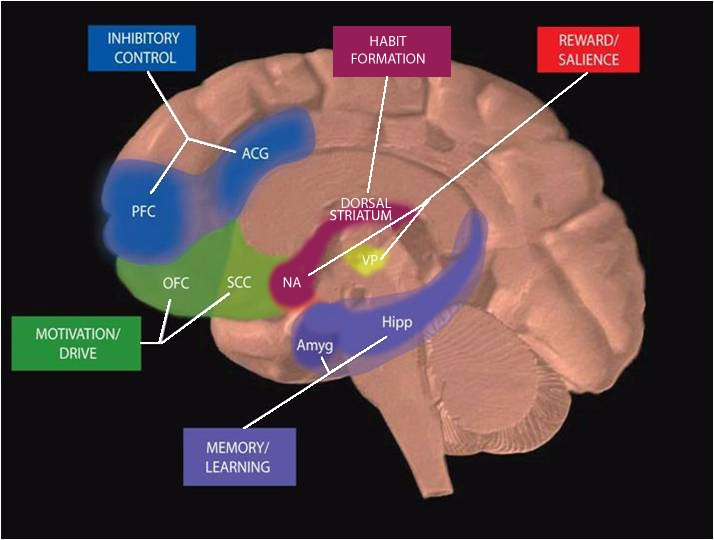 INHIBITORY
CONTROL
HABIT
FORMATION
REWARD/
SALIENCE
ACG
PFC
DORSAL
STRIATUM
VP
OFC
SCC
NA
MOTIVATION/
DRIVE
Hipp
Amyg
MEMORY/
LEARNING